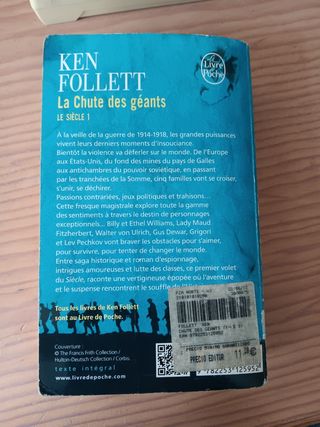 Le Livre
de
Poche
KEN
FOLLETT
La Chute des géants
LE SIÈCLE 1
À la veille de la guerre de 1914-1918, les grandes puissances
vivent leurs derniers moments d'insouciance.
Bientôt la violence va déferler sur le monde. De l'Europe
aux États-Unis, du fond des mines du pays de Galles
aux antichambres du pouvoir soviétique, en passant
par les tranchées de la Somme, cinq familles vont se croiser,
s'unir, se déchirer.
Passions contrariées, jeux politiques et trahisons…
Cette fresque magistrale explore toute la gamme
des sentiments à travers le destin de personnages
exceptionnels… Billy et Ethel Williams, Lady Maud
Fitzherbert, Walter von Ulrich, Gus Dewar, Grigori
et Lev Pechkov vont braver les obstacles pour s'aimer,
pour survivre, pour tenter de changer le monde.
Entre saga historique et roman d'espionnage,
intrigues amoureuses et lutte des classes, ce premier volet
du Siècle, raconte une vertigineuse épopée où l'aventure
et le suspense rencontrent le souffle de l'
Tous les livres de Ken Follett
sont au Livre de Poche.
Couverture :
© The Francis Frith Collection /
Hulton-Deutsch Collection / Corbis.
texte intégral
www.livredepoche.com
FOLLETT KEN
CHUTE DES GEANTS
EAN 9782253125952
PRECIO EDITOR 11,
9 782253 125952